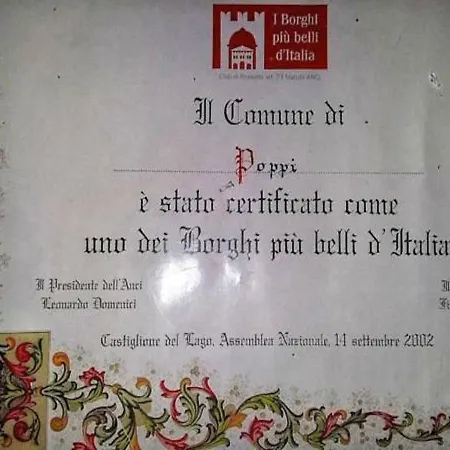 I Borghi
più belli
d'Italia
Il Comune di
Poppi
è stato certificato come
uno dei Borghi più belli d'Italia
Il Presidente dell'Anci
Leonardo Domenici
Castiglione del Lago, Assemblea Nazionale, 14 settembre 2002